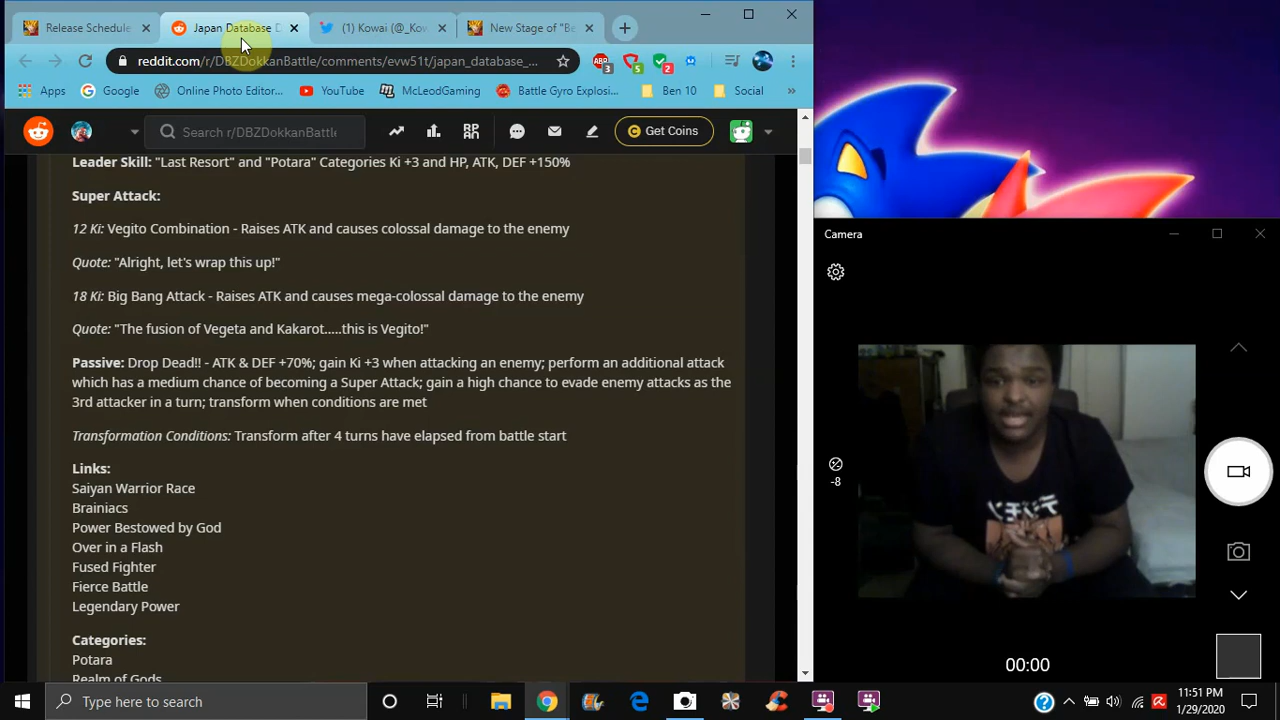 Release Schedule
Japan Database D
(1) Kowai (@_Kow
New Stage of "Be
reddit.com/r/DBZDokkanBattle/comments/evw51t/japan_database_...
3
5
2
Apps
Google
Online Photo Editor...
YouTube
McLeodGaming
Battle Gyro Explosi...
Ben 10
Social
Search r/DBZDokkanBattle
Get Coins
Leader Skill: "Last Resort" and "Potara" Categories Ki +3 and HP, ATK, DEF +150%
Super Attack:
12 Ki: Vegito Combination - Raises ATK and causes colossal damage to the enemy
Quote: "Alright, let's wrap this up!"
18 Ki: Big Bang Attack - Raises ATK and causes mega-colossal damage to the enemy
Quote: "The fusion of Vegeta and Kakarot.....this is Vegito!"
Passive: Drop Dead!! - ATK & DEF +70%; gain Ki +3 when attacking an enemy; perform an additional attack
which has a medium chance of becoming a Super Attack; gain a high chance to evade enemy attacks as the
3rd attacker in a turn; transform when conditions are met
Transformation Conditions: Transform after 4 turns have elapsed from battle start
Links:
Saiyan Warrior Race
Brainiacs
Power Bestowed by God
Over in a Flash
Fused Fighter
Fierce Battle
Legendary Power
Categories:
Potara
Realm of Gods
Camera
-8
00:00
Type here to search
11:51 PM
1/29/2020